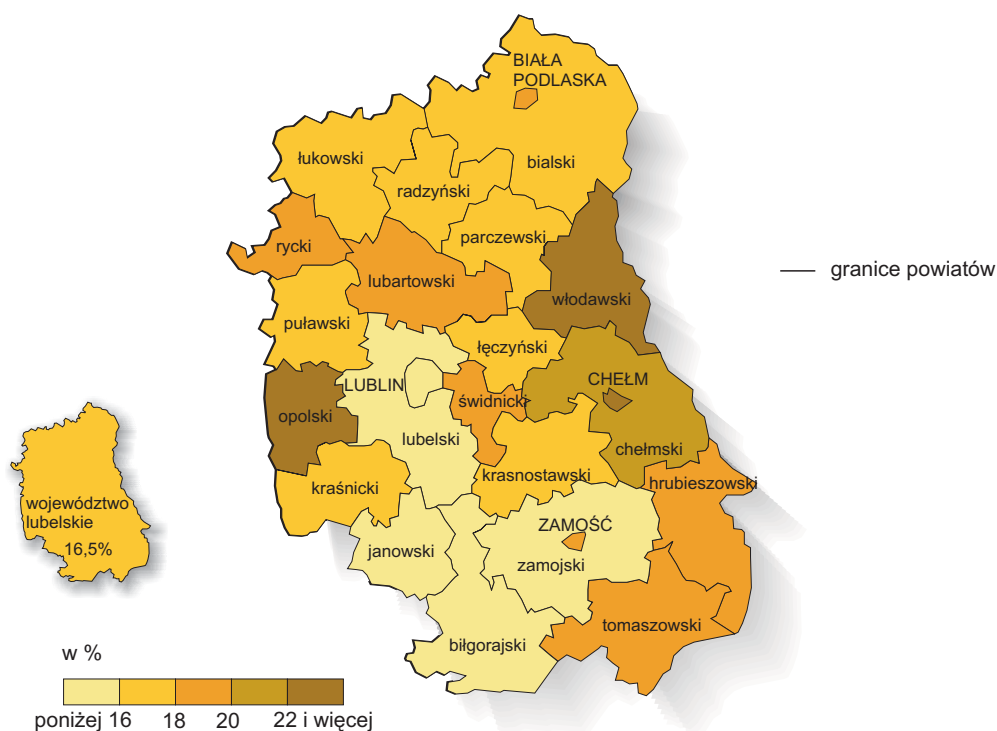 BIAŁA
PODLASKA
łukowski
bialski
radzyński
parczewski
rycki
lubartowski
granice powiatów
włodawski
puławski
łęczyński
LUBLIN
CHEŁM
świdnicki
opolski
lubelski
chełmski
krasnostawski
hrubieszowski
kraśnicki
województwo
lubelskie
16,5%
ZAMOŚĆ
janowski
zamojski
tomaszowski
biłgorajski
w %
poniżej 16 18 20 22 i więcej